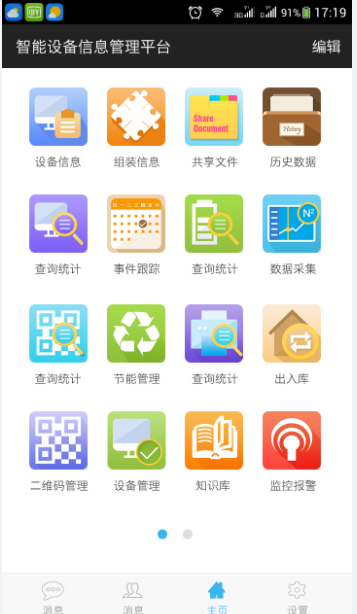 QIY
3G
G
91%
17:19
智能设备信息管理平台
编辑
Share
Document
History
N²
设备信息
组装信息
共享文件
历史数据
查询统计
事件跟踪
查询统计
数据采集
查询统计
节能管理
查询统计
出入库
二维码管理
设备管理
知识库
监控报警
消息
消息
主页
设置